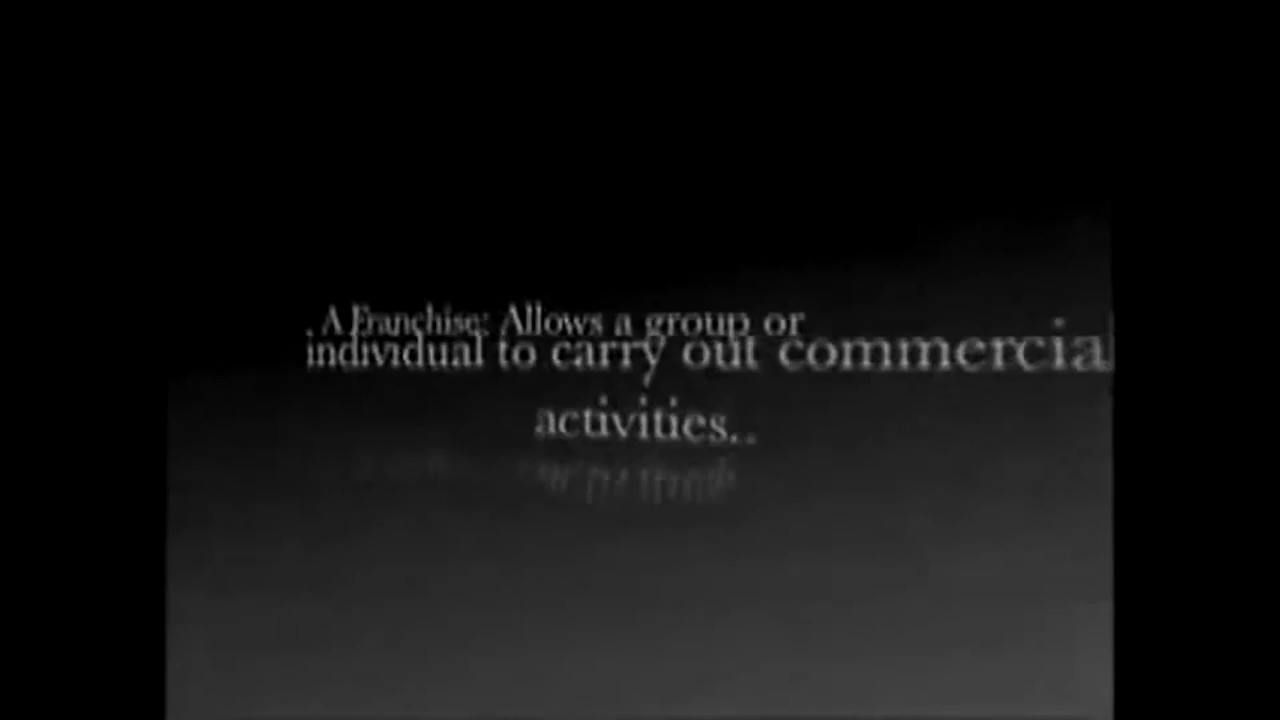 . A Franchise: Allows a group or
individual to carry out commercial
activities..